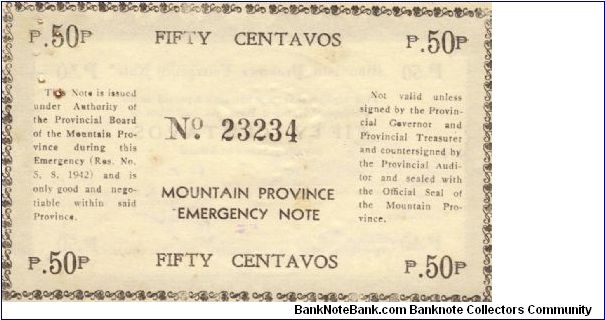 ₱.50₱ FIFTY CENTAVOS ₱.50₱
This Note is issued
under Authority of
the Provincial Board
of the Mountain Pro-
vince during this
Emergency (Res. No.
5, S. 1942) and is
only good and nego-
tiable within said
Province.
Nº 23234
MOUNTAIN PROVINCE
EMERGENCY NOTE
Not valid unless
signed by the Provin-
cial Governor and
Provincial Treasurer
and countersigned by
the Provincial Audi-
tor and sealed with
the Official Seal of
the Mountain Pro-
vince.
₱.50₱ FIFTY CENTAVOS ₱.50₱
BankNoteBank.com Banknote Collectors Community